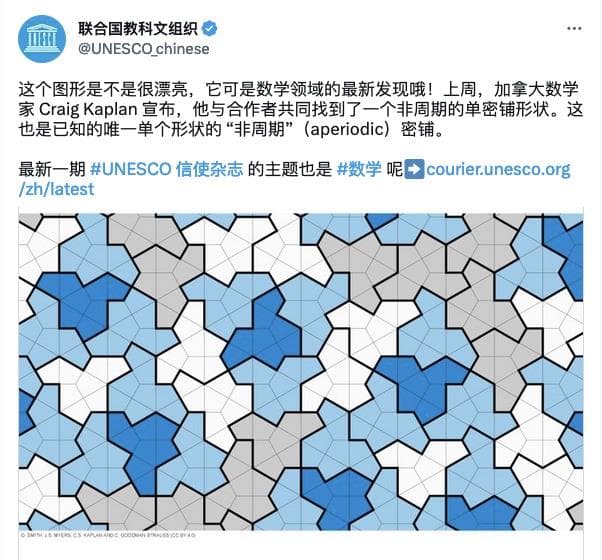 联合国教科文组织
@UNESCO_chinese
这个图形是不是很漂亮，它可是数学领域的最新发现哦！上周，加拿大数学
家 Craig Kaplan 宣布，他与合作者共同找到了一个非周期的单密铺形状。这
也是已知的唯一单个形状的 “非周期”（aperiodic）密铺。
最新一期 #UNESCO 信使杂志 的主题也是 #数学 呢➡️courier.unesco.org
/zh/latest
D. SMITH, J.S. MYERS, C.S. KAPLAN AND C. GOODMAN-STRAUSS (CC BY 4.0)